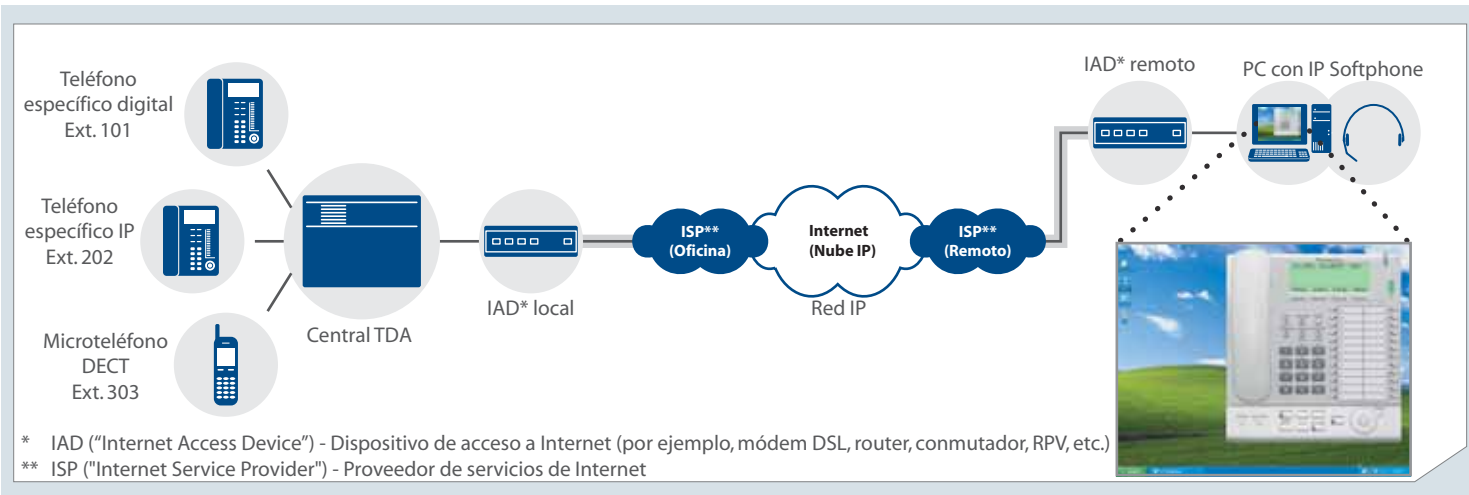 Teléfono
específico digital
Ext. 101
Teléfono
específico IP
Ext. 202
Microteléfono
DECT
Ext. 303
Central TDA
IAD* local
ISP**
(Oficina)
Internet
(Nube IP)
Red IP
ISP**
(Remoto)
IAD* remoto
PC con IP Softphone
* IAD (“Internet Access Device”) - Dispositivo de acceso a Internet (por ejemplo, módem DSL, router, conmutador, RPV, etc.)
** ISP ("Internet Service Provider") - Proveedor de servicios de Internet